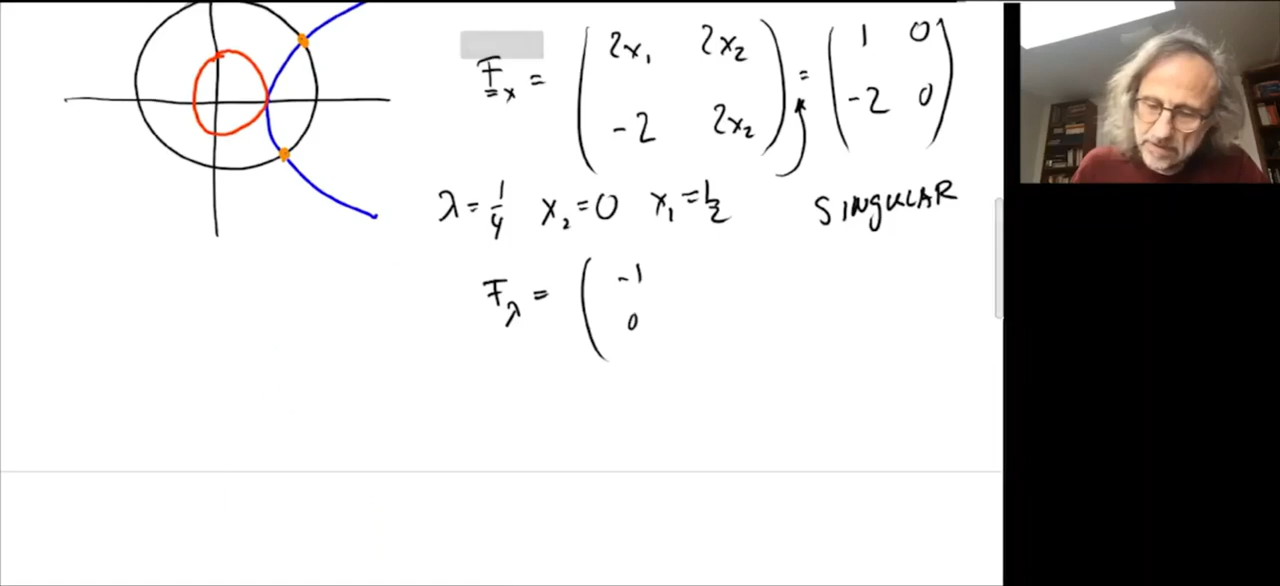 F_x = ( 2x₁ 2x₂ ) = ( 1 0 )
( -2 2x₂ ) ( -2 0 )
λ = 1/4 x₂ = 0 x₁ = 1/2 SINGULAR
F_λ = ( -1
0